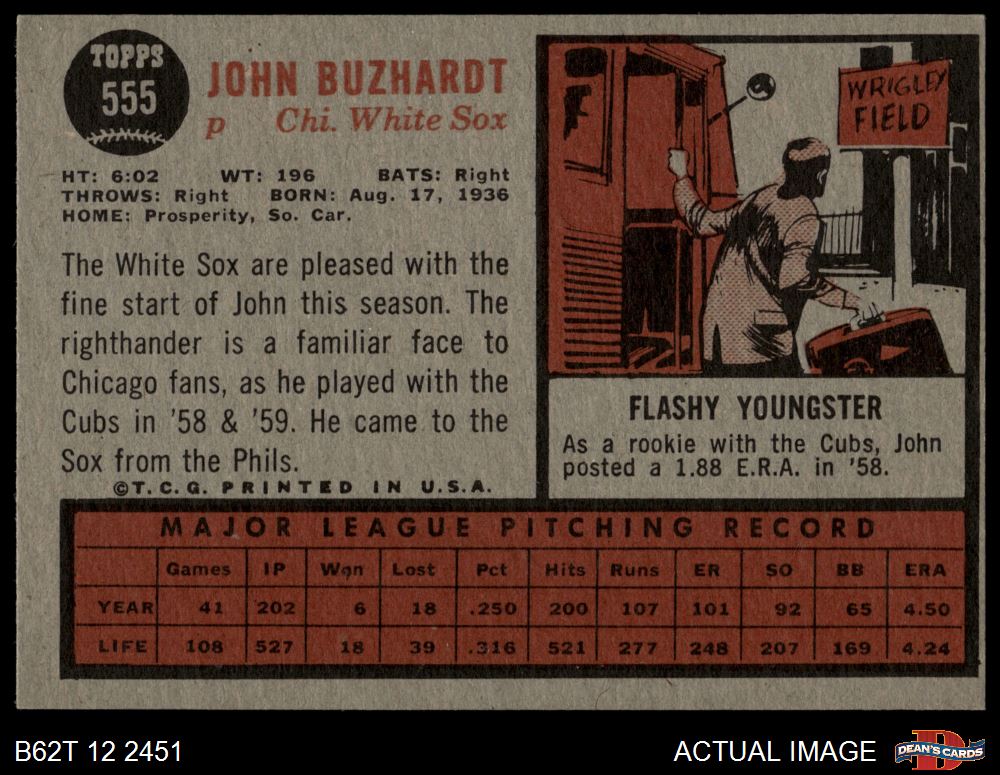 TOPPS
555
JOHN BUZHARDT
p Chi. White Sox
HT: 6:02 WT: 196 BATS: Right
THROWS: Right BORN: Aug. 17, 1936
HOME: Prosperity, So. Car.
The White Sox are pleased with the
fine start of John this season. The
righthander is a familiar face to
Chicago fans, as he played with the
Cubs in '58 & '59. He came to the
Sox from the Phils.
©T.C.G. PRINTED IN U.S.A.
WRIGLEY
FIELD
FLASHY YOUNGSTER
As a rookie with the Cubs, John
posted a 1.88 E.R.A. in '58.
MAJOR LEAGUE PITCHING RECORD
Games IP Won Lost Pct Hits Runs ER SO BB ERA
YEAR 41 202 6 18 .250 200 107 101 92 65 4.50
LIFE 108 527 18 39 .316 521 277 248 207 169 4.24
B62T 12 2451 ACTUAL IMAGE DEAN'S CARDS